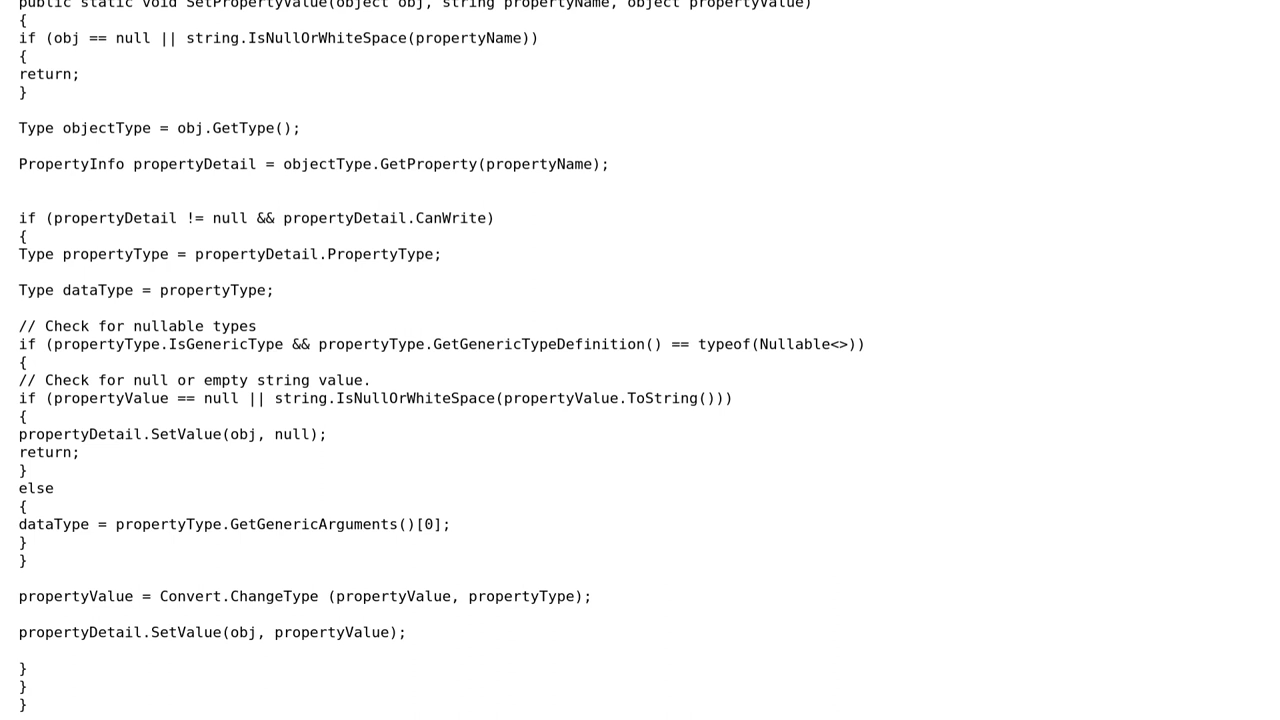 public static void SetPropertyValue(object obj, string propertyName, object propertyValue)
{
if (obj == null || string.IsNullOrWhiteSpace(propertyName))
{
return;
}
Type objectType = obj.GetType();
PropertyInfo propertyDetail = objectType.GetProperty(propertyName);
if (propertyDetail != null && propertyDetail.CanWrite)
{
Type propertyType = propertyDetail.PropertyType;
Type dataType = propertyType;
// Check for nullable types
if (propertyType.IsGenericType && propertyType.GetGenericTypeDefinition() == typeof(Nullable<>))
{
// Check for null or empty string value.
if (propertyValue == null || string.IsNullOrWhiteSpace(propertyValue.ToString()))
{
propertyDetail.SetValue(obj, null);
return;
}
else
{
dataType = propertyType.GetGenericArguments()[0];
}
}
propertyValue = Convert.ChangeType (propertyValue, propertyType);
propertyDetail.SetValue(obj, propertyValue);
}
}
}